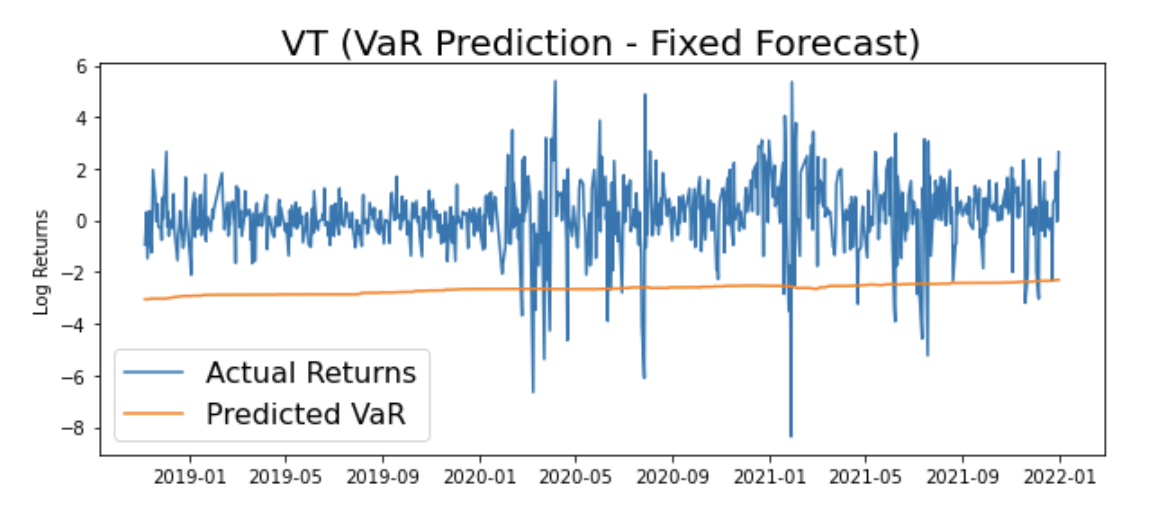 VT (VaR Prediction - Fixed Forecast)
6
4
2
0
−2
−4
−6
−8
Log Returns
Actual Returns
Predicted VaR
2019-01 2019-05 2019-09 2020-01 2020-05 2020-09 2021-01 2021-05 2021-09 2022-01